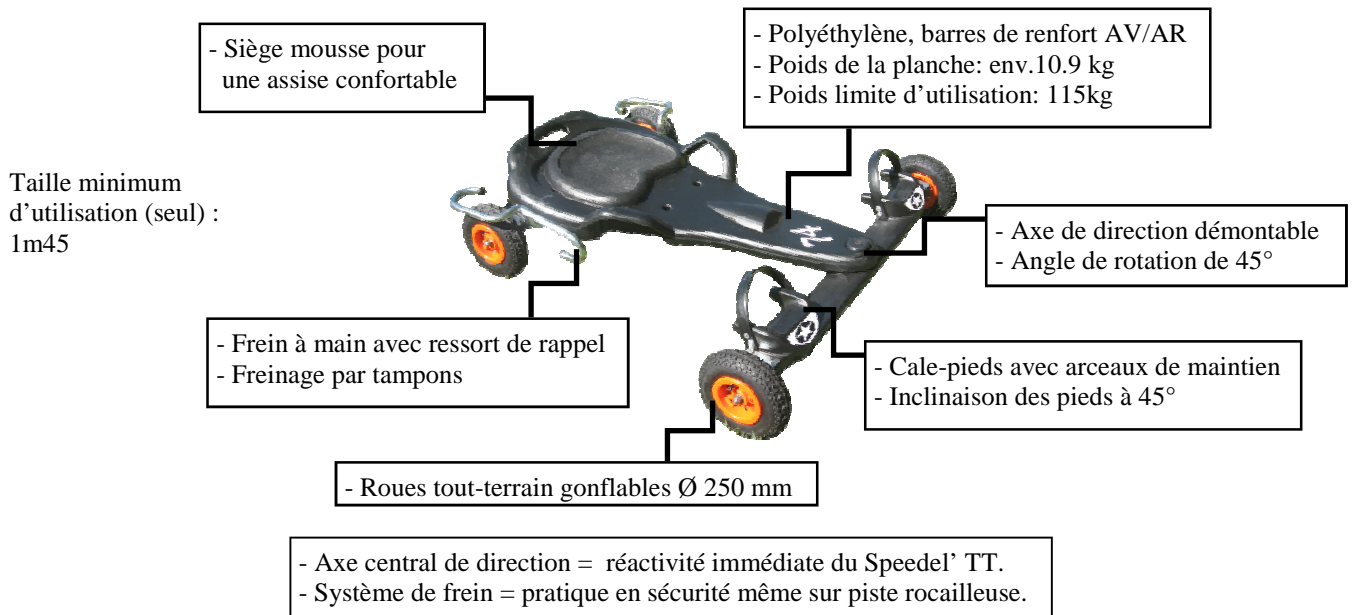 - Siège mousse pour
une assise confortable
- Polyéthylène, barres de renfort AV/AR
- Poids de la planche: env.10.9 kg
- Poids limite d'utilisation: 115kg
Taille minimum
d'utilisation (seul) :
1m45
- Axe de direction démontable
- Angle de rotation de 45°
- Frein à main avec ressort de rappel
- Freinage par tampons
- Cale-pieds avec arceaux de maintien
- Inclinaison des pieds à 45°
- Roues tout-terrain gonflables Ø 250 mm
- Axe central de direction = réactivité immédiate du Speedel' TT.
- Système de frein = pratique en sécurité même sur piste rocailleuse.